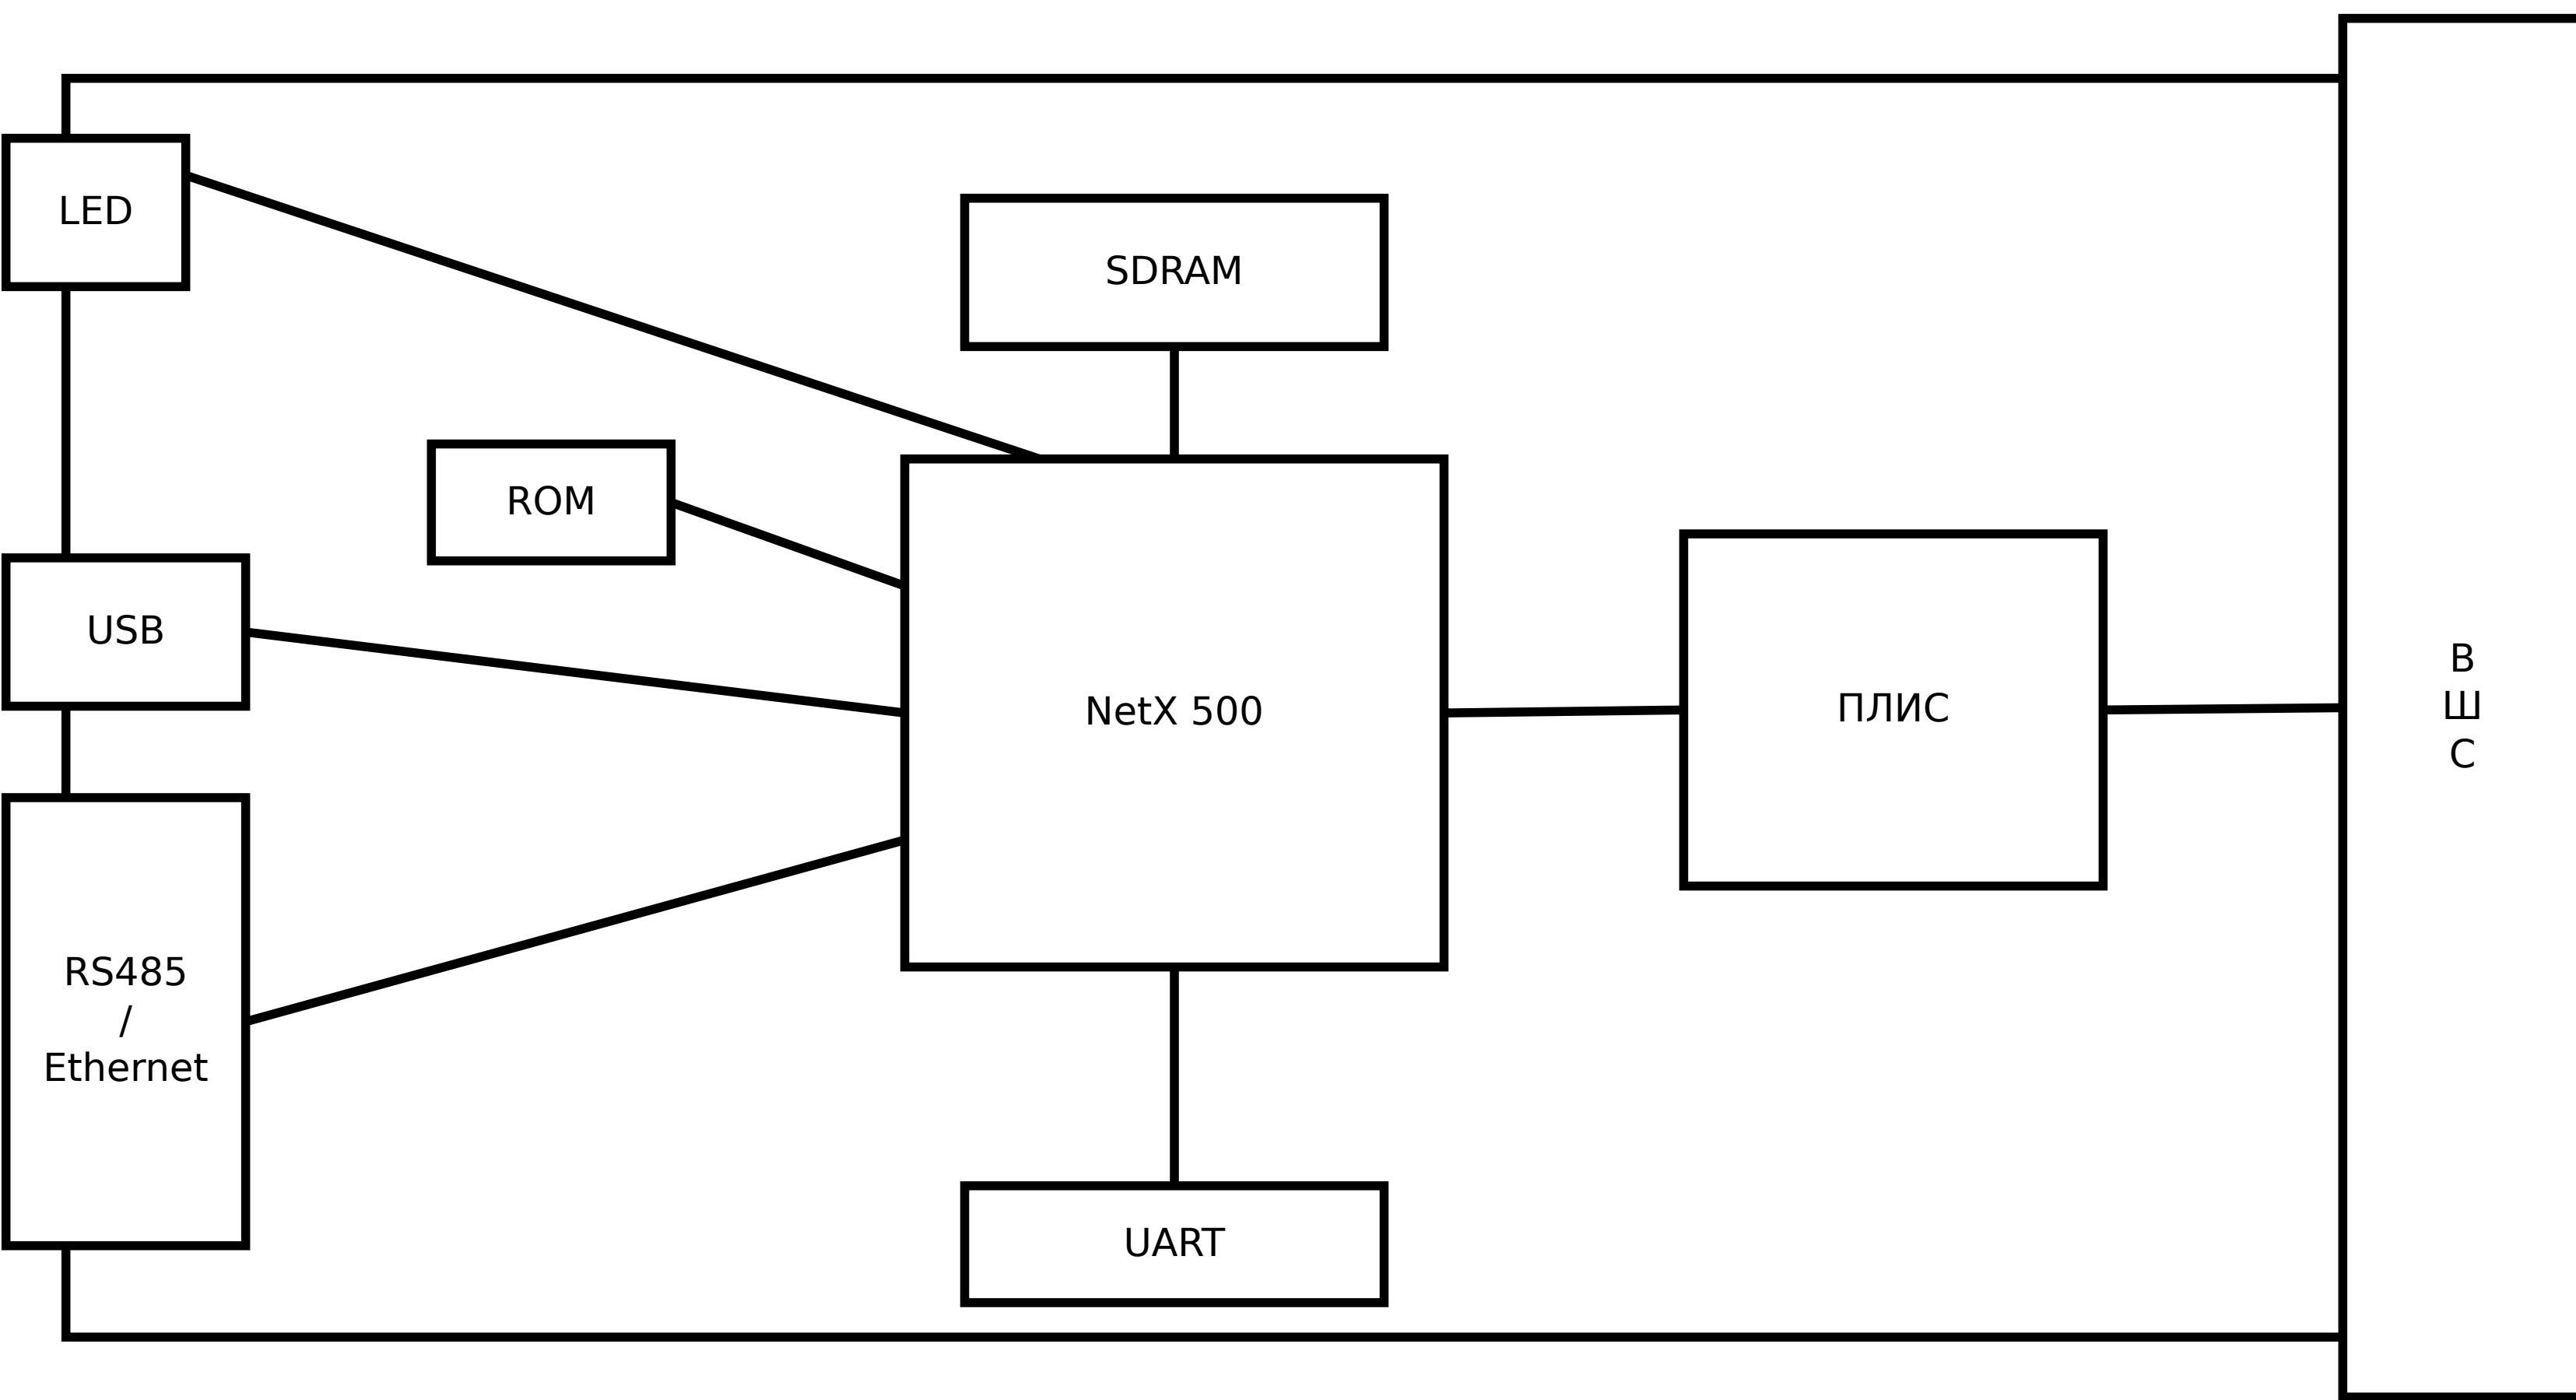 LED
SDRAM
ROM
USB
NetX 500
ПЛИС
В
Ш
С
RS485
/
Ethernet
UART